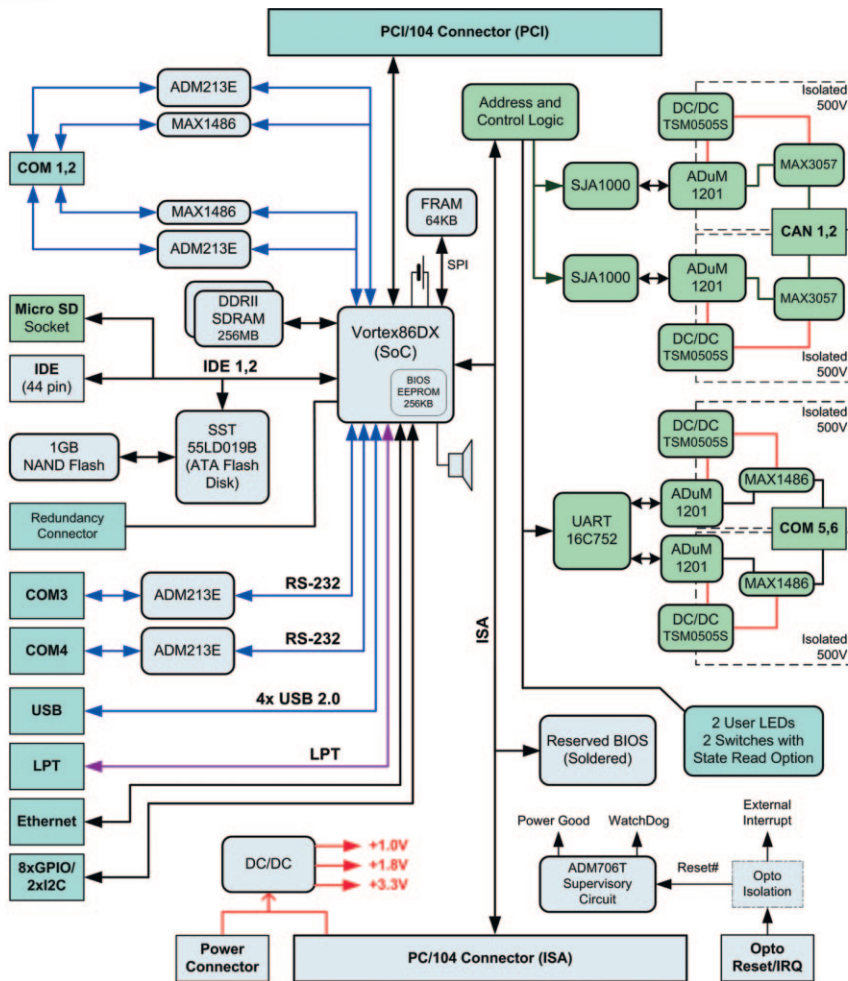 PCI/104 Connector (PCI)
ADM213E
MAX1486
COM 1,2
MAX1486
ADM213E
FRAM
64KB
SPI
Address and
Control Logic
Isolated
500V
DC/DC
TSM0505S
SJA1000
ADuM
1201
MAX3057
CAN 1,2
SJA1000
ADuM
1201
MAX3057
DC/DC
TSM0505S
Isolated
500V
Micro SD
Socket
DDRII
SDRAM
256MB
Vortex86DX
(SoC)
BIOS
EEPROM
256KB
IDE
(44 pin)
IDE 1,2
SST
55LD019B
(ATA Flash
Disk)
1GB
NAND Flash
Redundancy
Connector
Isolated
500V
DC/DC
TSM0505S
MAX1486
ADuM
1201
UART
16C752
COM 5,6
ADuM
1201
MAX1486
DC/DC
TSM0505S
Isolated
500V
COM3
ADM213E
RS-232
COM4
ADM213E
RS-232
ISA
USB
4x USB 2.0
LPT
LPT
Ethernet
8xGPIO/
2xI2C
Reserved BIOS
(Soldered)
2 User LEDs
2 Switches with
State Read Option
DC/DC
+1.0V
+1.8V
+3.3V
Power Good
WatchDog
External
Interrupt
ADM706T
Supervisory
Circuit
Reset#
Opto
Isolation
Power
Connector
PC/104 Connector (ISA)
Opto
Reset/IRQ